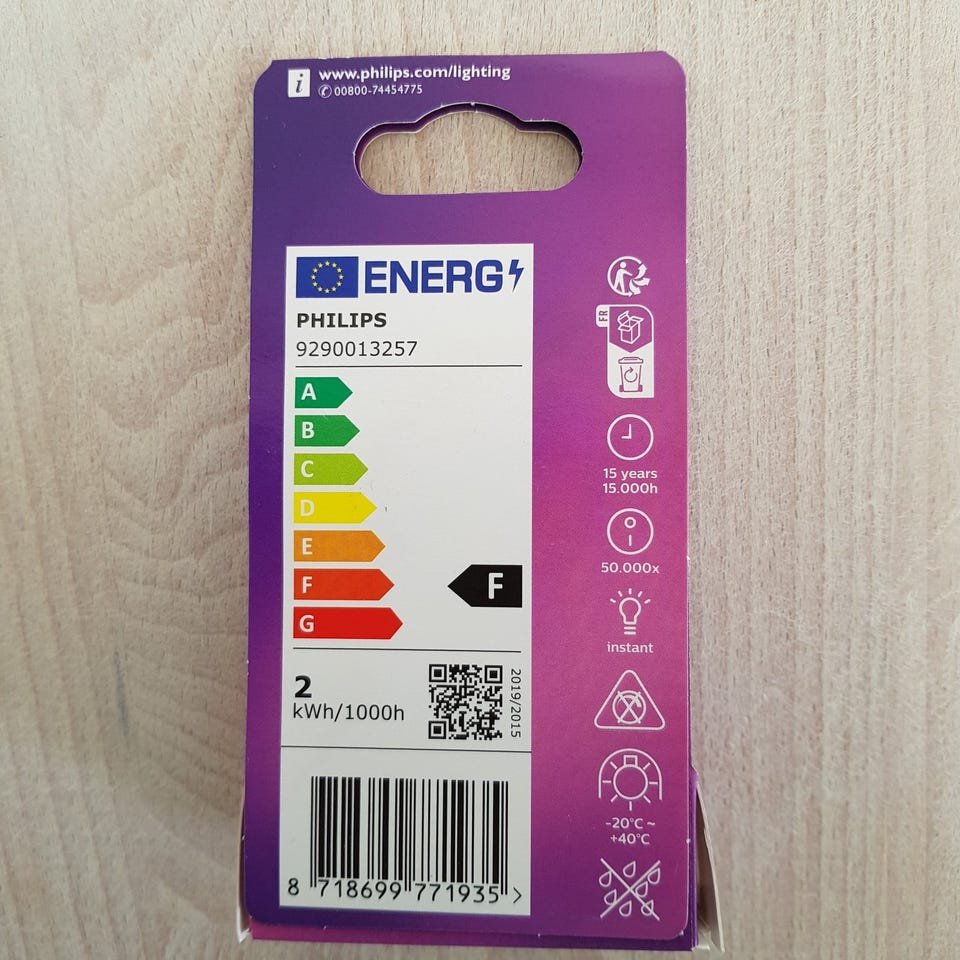 i www.philips.com/lighting
✆ 00800-74454775
ENERG
PHILIPS
9290013257
A
B
C
D
E
F
F
G
2
kWh/1000h
2019/2015
8 718699 771935 >
FR
15 years
15.000h
50.000x
instant
-20°C ~
+40°C